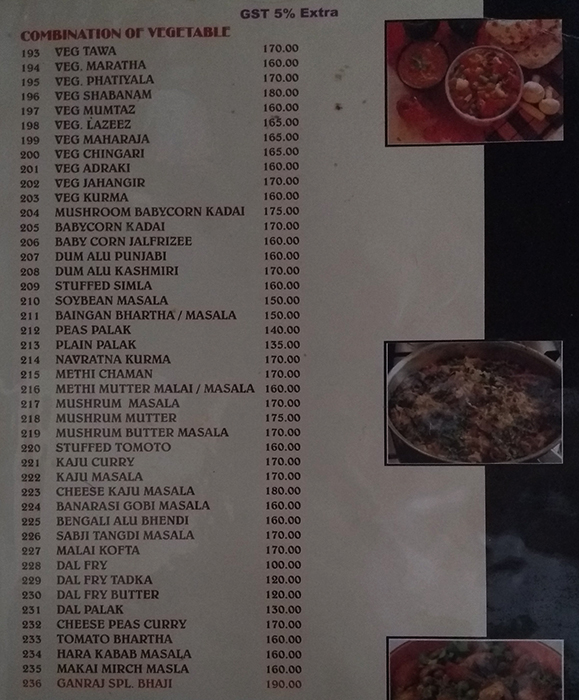 GST 5% Extra
COMBINATION OF VEGETABLE
193 VEG TAWA 170.00
194 VEG. MARATHA 160.00
195 VEG. PHATIYALA 170.00
196 VEG SHABANAM 180.00
197 VEG MUMTAZ 160.00
198 VEG. LAZEEZ 165.00
199 VEG MAHARAJA 165.00
200 VEG CHINGARI 165.00
201 VEG ADRAKI 160.00
202 VEG JAHANGIR 170.00
203 VEG KURMA 160.00
204 MUSHROOM BABYCORN KADAI 175.00
205 BABYCORN KADAI 170.00
206 BABY CORN JALFRIZEE 160.00
207 DUM ALU PUNJABI 160.00
208 DUM ALU KASHMIRI 170.00
209 STUFFED SIMLA 160.00
210 SOYBEAN MASALA 150.00
211 BAINGAN BHARTHA / MASALA 150.00
212 PEAS PALAK 140.00
213 PLAIN PALAK 135.00
214 NAVRATNA KURMA 170.00
215 METHI CHAMAN 170.00
216 METHI MUTTER MALAI / MASALA 160.00
217 MUSHRUM MASALA 170.00
218 MUSHRUM MUTTER 175.00
219 MUSHRUM BUTTER MASALA 170.00
220 STUFFED TOMOTO 160.00
221 KAJU CURRY 170.00
222 KAJU MASALA 170.00
223 CHEESE KAJU MASALA 180.00
224 BANARASI GOBI MASALA 160.00
225 BENGALI ALU BHENDI 160.00
226 SABJI TANGDI MASALA 170.00
227 MALAI KOFTA 170.00
228 DAL FRY 100.00
229 DAL FRY TADKA 120.00
230 DAL FRY BUTTER 120.00
231 DAL PALAK 130.00
232 CHEESE PEAS CURRY 170.00
233 TOMATO BHARTHA 160.00
234 HARA KABAB MASALA 160.00
235 MAKAI MIRCH MASLA 160.00
236 GANRAJ SPL. BHAJI 190.00